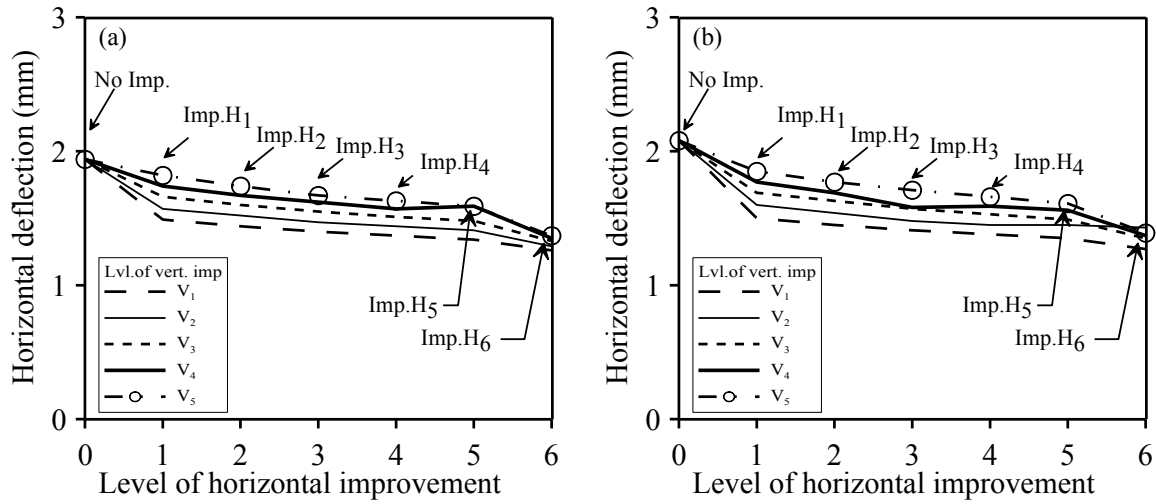 3
(a)
No Imp.
Imp.H1
Imp.H2
Imp.H3
Imp.H4
2
1
0
Horizontal deflection (mm)
Lvl.of vert. imp
V1
V2
V3
V4
V5
Imp.H5
Imp.H6
0 1 2 3 4 5 6
Level of horizontal improvement
3
(b)
No Imp.
Imp.H1
Imp.H2
Imp.H3
Imp.H4
2
1
0
Horizontal deflection (mm)
Lvl.of vert. imp
V1
V2
V3
V4
V5
Imp.H5
Imp.H6
0 1 2 3 4 5 6
Level of horizontal improvement